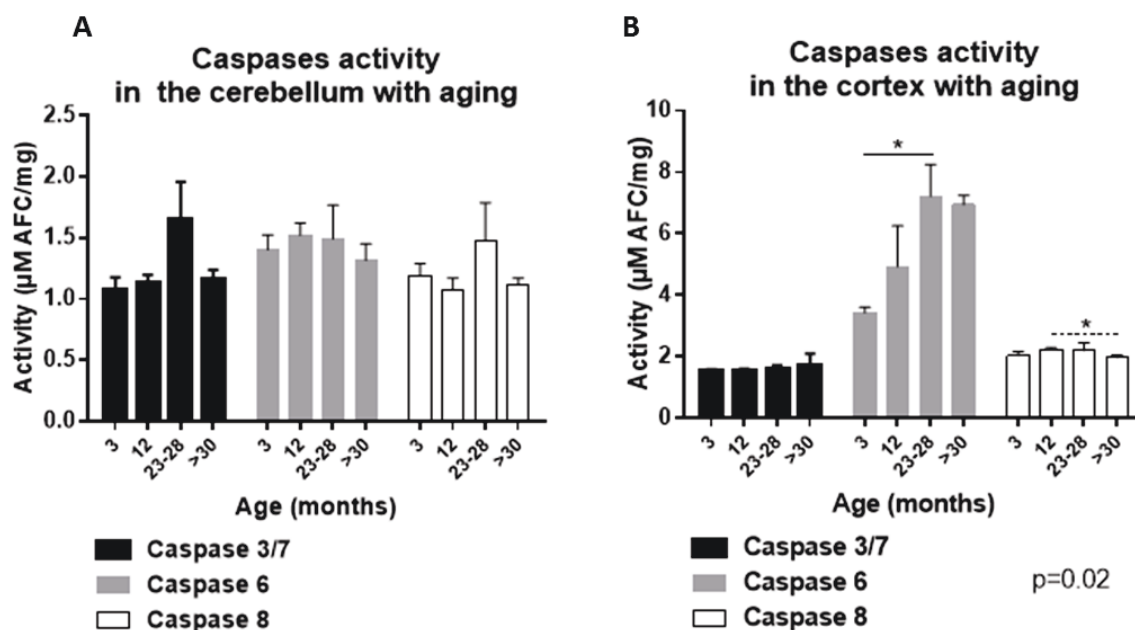 A
Caspases activity
in the cerebellum with aging
Activity (µM AFC/mg)
2.5
2.0
1.5
1.0
0.5
0.0
3 12 23-28 >30 3 12 23-28 >30 3 12 23-28 >30
Age (months)
Caspase 3/7
Caspase 6
Caspase 8
B
Caspases activity
in the cortex with aging
Activity (µM AFC/mg)
10
8
6
4
2
0
*
*
3 12 23-28 >30 3 12 23-28 >30 3 12 23-28 >30
Age (months)
Caspase 3/7
Caspase 6
Caspase 8
p=0.02